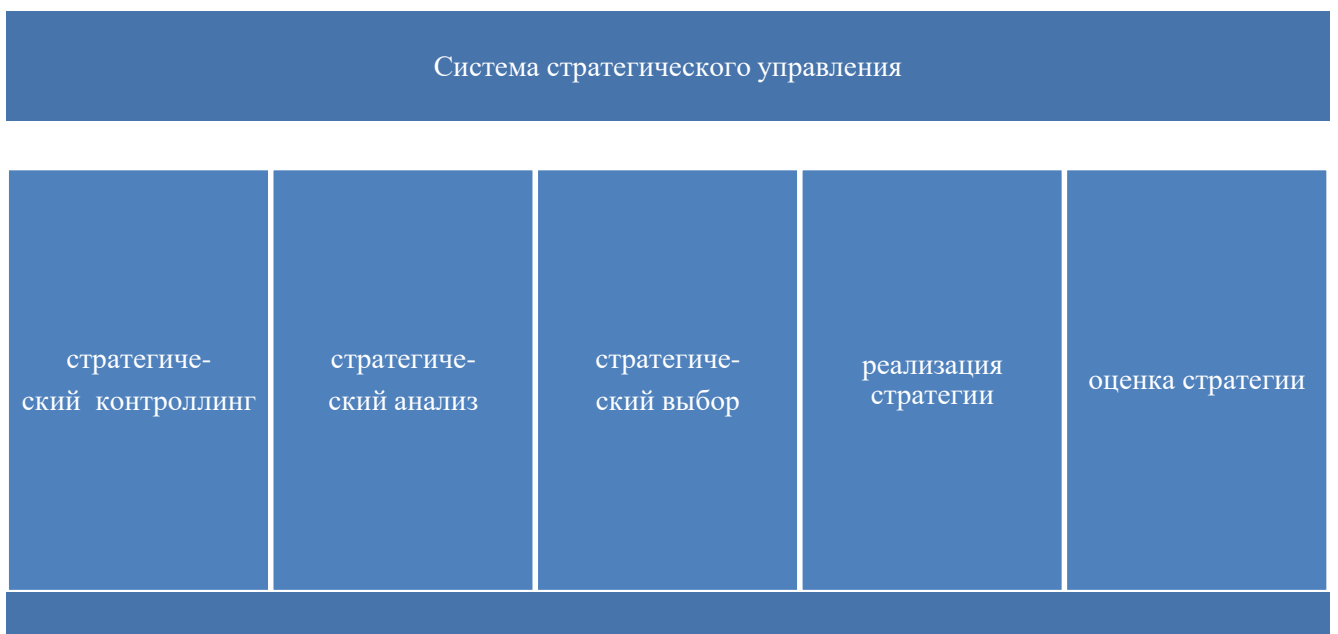 Система стратегического управления
стратегиче-
ский контроллинг
стратегиче-
ский анализ
стратегиче-
ский выбор
реализация
стратегии
оценка стратегии